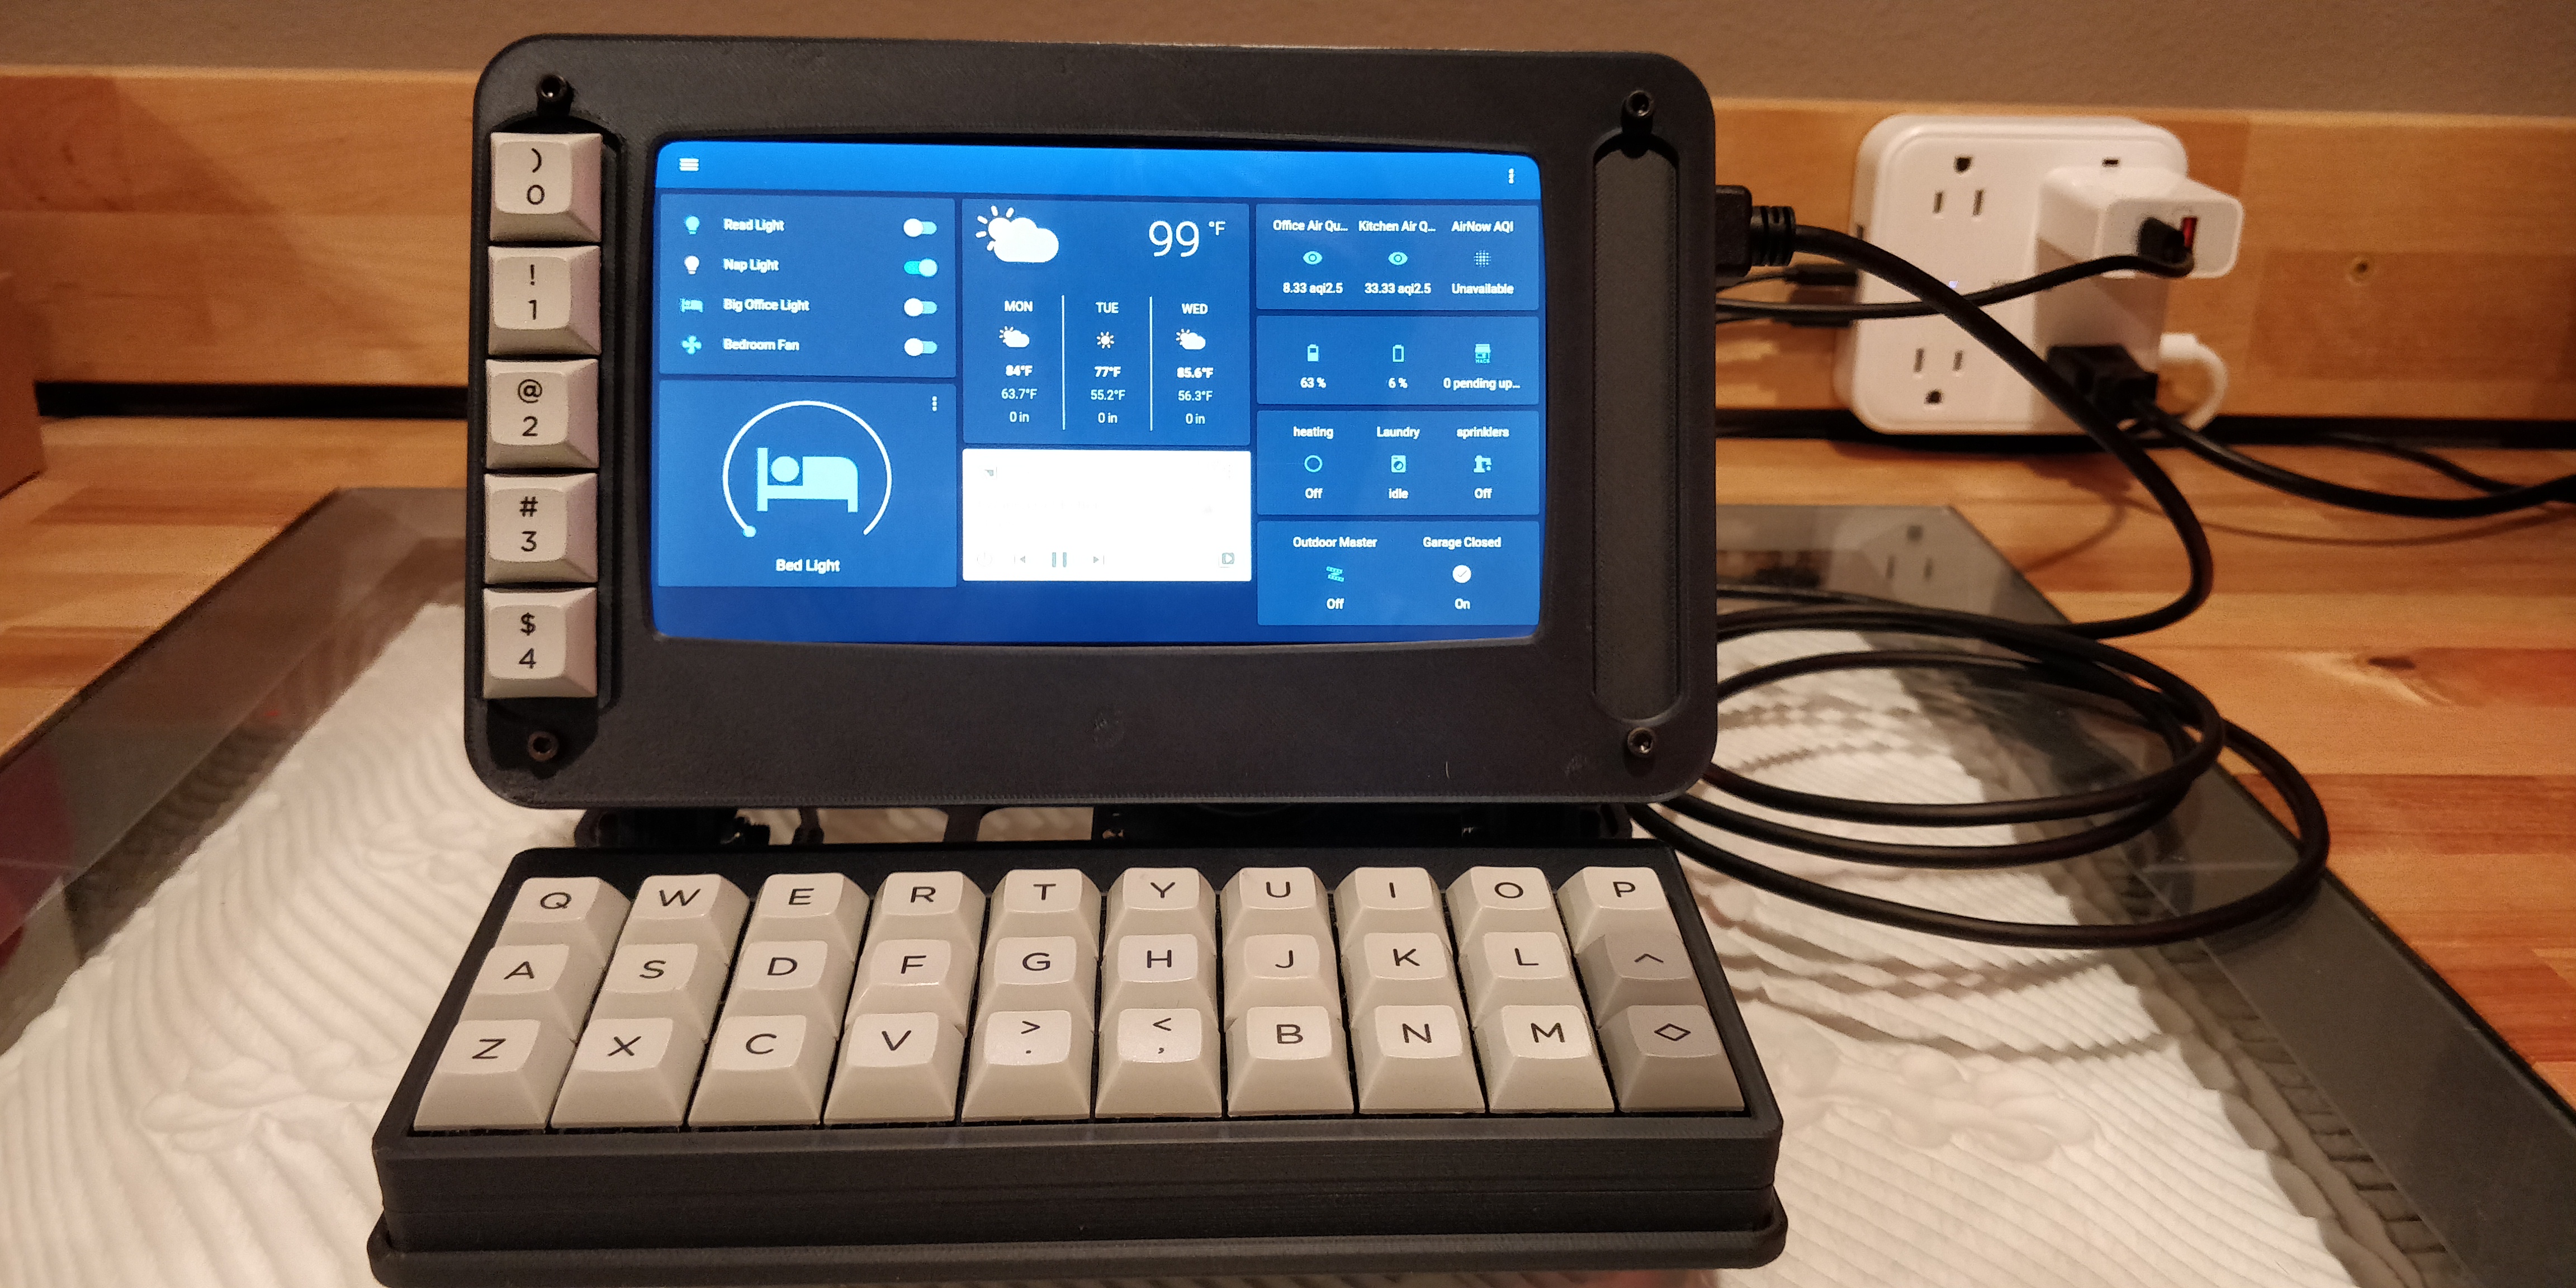 )
0
!
1
@
2
#
3
$
4
Read Light
Nap Light
Big Office Light
Bedroom Fan
Bed Light
99 °F
MON TUE WED
84°F 77°F 85.6°F
63.7°F 55.2°F 56.3°F
0 in 0 in 0 in
Office Air Qu... Kitchen Air Q... AirNow AQI
8.33 aqi2.5 33.33 aqi2.5 Unavailable
HACS
63 % 6 % 0 pending up...
heating Laundry sprinklers
Off idle Off
Outdoor Master Garage Closed
Off On
Q W E R T Y U I O P
A S D F G H J K L ^
Z X C V > < B N M ◇
. ,